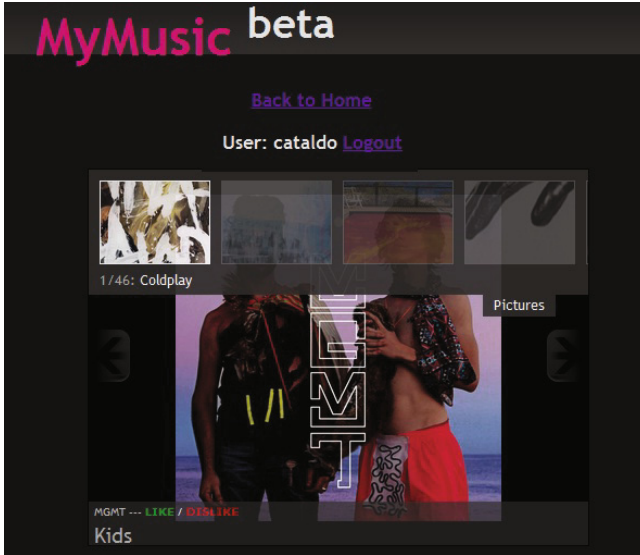 MyMusic beta
Back to Home
User: cataldo Logout
1/46: Coldplay
Pictures
MGMT
MGMT --- LIKE / DISLIKE
Kids